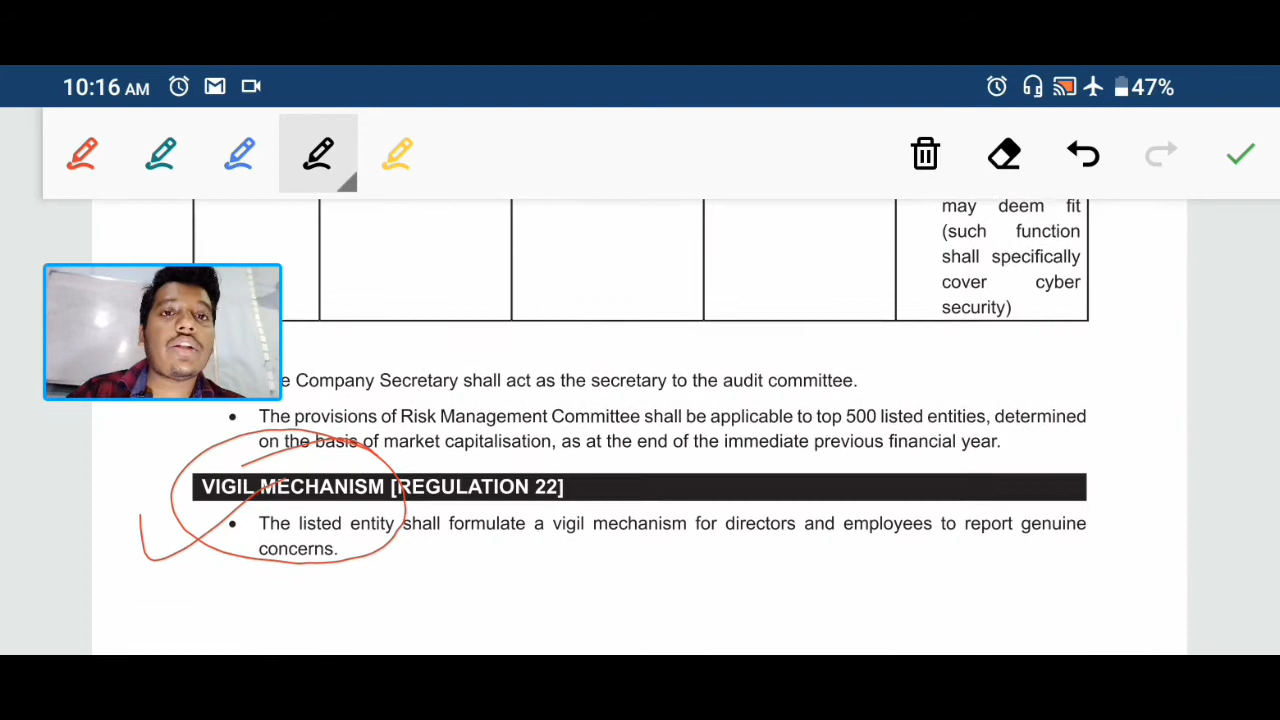 10:16 AM
47%
may deem fit
(such function
shall specifically
cover cyber
security)
Company Secretary shall act as the secretary to the audit committee.
• The provisions of Risk Management Committee shall be applicable to top 500 listed entities, determined
on the basis of market capitalisation, as at the end of the immediate previous financial year.
VIGIL MECHANISM [REGULATION 22]
• The listed entity shall formulate a vigil mechanism for directors and employees to report genuine
concerns.